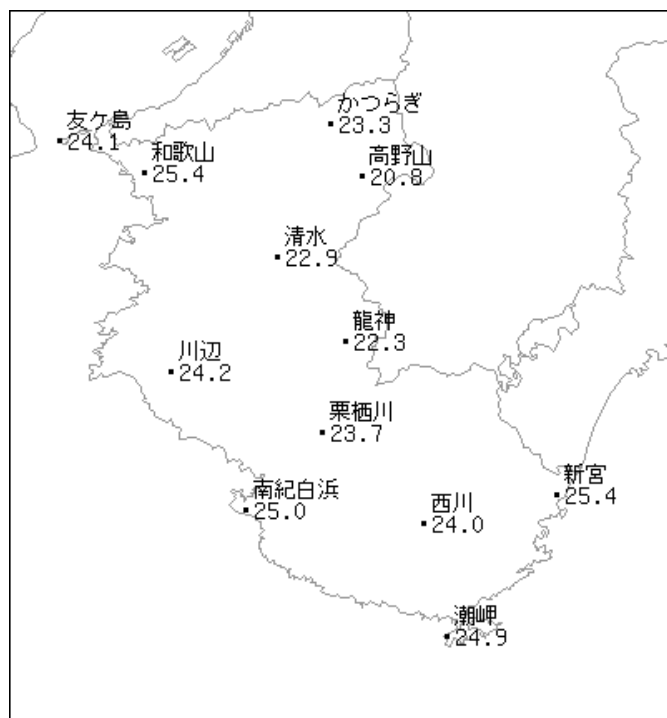 友ケ島
24.1
かつらぎ
23.3
和歌山
25.4
高野山
20.8
清水
22.9
龍神
22.3
川辺
24.2
栗栖川
23.7
南紀白浜
25.0
西川
24.0
新宮
25.4
潮岬
24.9